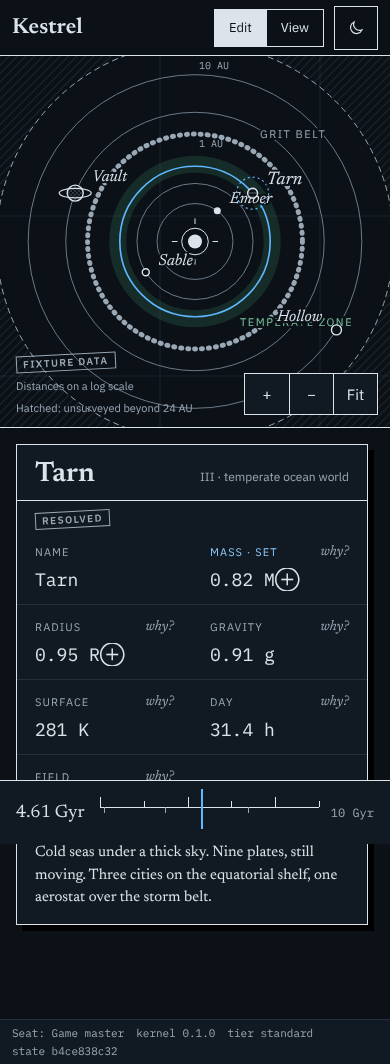 Kestrel
Edit View
10 AU
GRIT BELT
1 AU
Vault
Tarn
Ember
Sable
Hollow
TEMPERATE ZONE
FIXTURE DATA
Distances on a log scale
Hatched: unsurveyed beyond 24 AU
+ − Fit
Tarn
III · temperate ocean world
RESOLVED
NAME
MASS · SET why?
Tarn
0.82 M⊕
RADIUS why?
GRAVITY why?
0.95 R⊕
0.91 g
SURFACE why?
DAY why?
281 K
31.4 h
FIELD why?
4.61 Gyr
10 Gyr
Cold seas under a thick sky. Nine plates, still
moving. Three cities on the equatorial shelf, one
aerostat over the storm belt.
Seat: Game master kernel 0.1.0 tier standard
state b4ce838c32